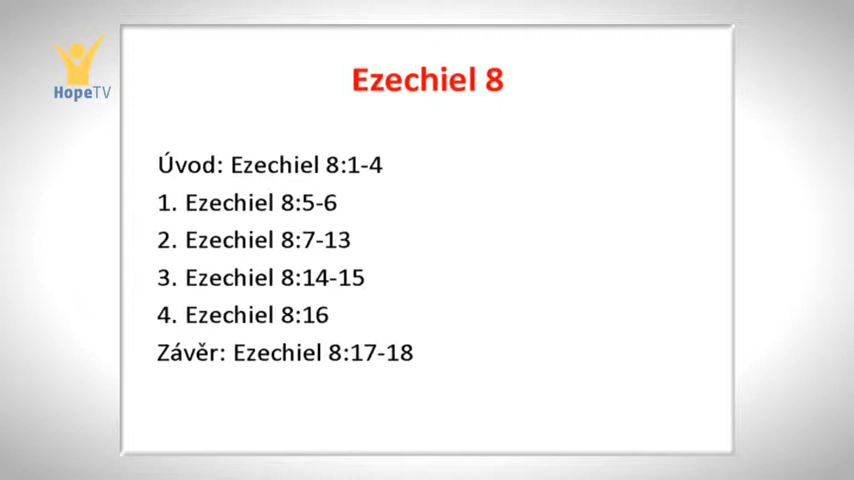 HopeTV
Ezechiel 8
Úvod: Ezechiel 8:1-4
1. Ezechiel 8:5-6
2. Ezechiel 8:7-13
3. Ezechiel 8:14-15
4. Ezechiel 8:16
Závěr: Ezechiel 8:17-18